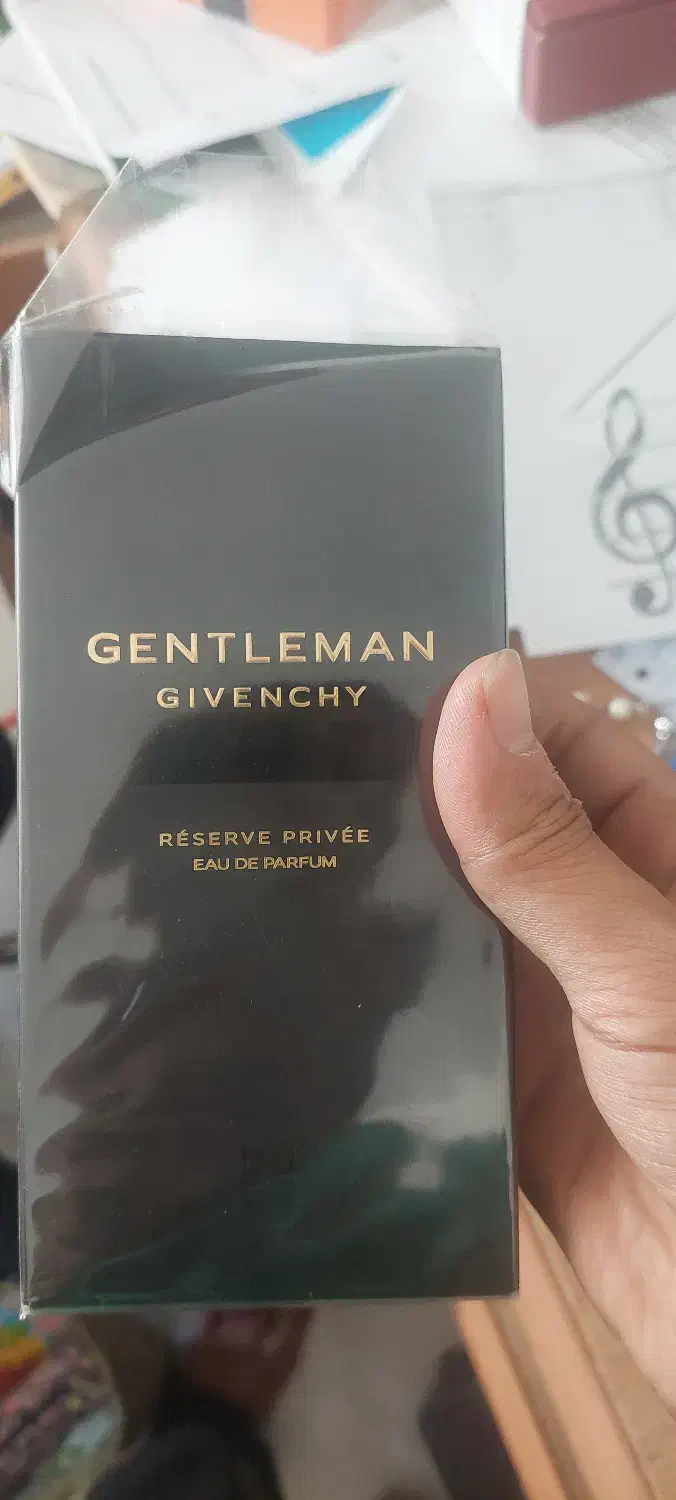 GENTLEMAN
GIVENCHY
RÉSERVE PRIVÉE
EAU DE PARFUM